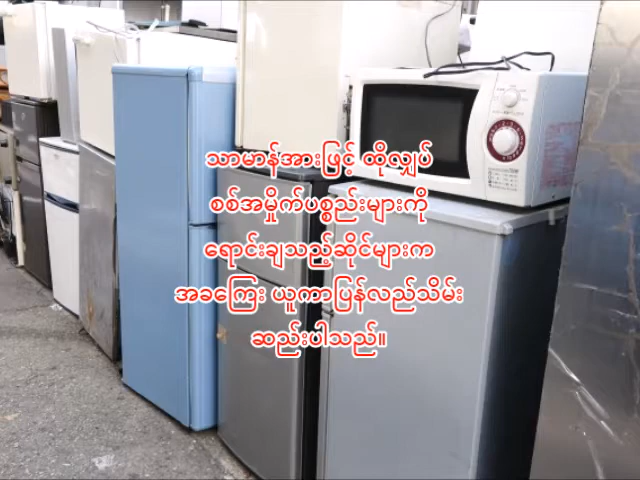 သာမာန်အားဖြင့် ထိုလျှပ်
စစ်အမှိုက်ပစ္စည်းများကို
ရောင်းချသည့်ဆိုင်များက
အခကြေး ယူကာပြန်လည်သိမ်း
ဆည်းပါသည်။